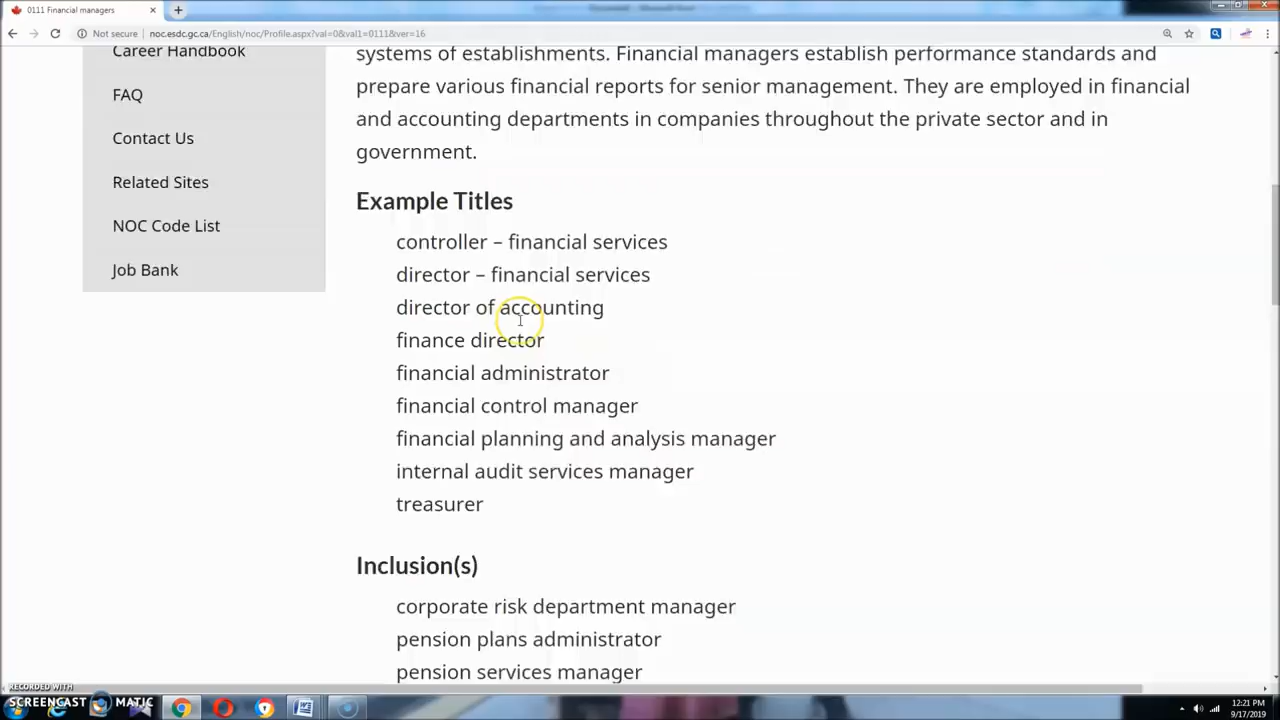 0111 Financial managers
Not secure noc.esdc.gc.ca/English/noc/Profile.aspx?val=0&val1=0111&ver=16
Career Handbook
FAQ
Contact Us
Related Sites
NOC Code List
Job Bank
systems of establishments. Financial managers establish performance standards and
prepare various financial reports for senior management. They are employed in financial
and accounting departments in companies throughout the private sector and in
government.
Example Titles
controller – financial services
director – financial services
director of accounting
finance director
financial administrator
financial control manager
financial planning and analysis manager
internal audit services manager
treasurer
Inclusion(s)
corporate risk department manager
pension plans administrator
pension services manager
RECORDED WITH
SCREENCAST MATIC
12:21 PM
9/17/2019